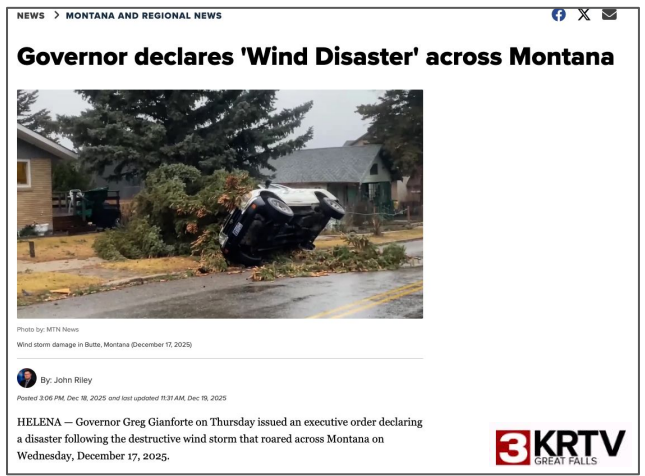 NEWS > MONTANA AND REGIONAL NEWS
Governor declares 'Wind Disaster' across Montana
Photo by: MTN News
Wind storm damage in Butte, Montana (December 17, 2025)
By: John Riley
Posted 3:06 PM, Dec 18, 2025 and last updated 11:31 AM, Dec 19, 2025
HELENA — Governor Greg Gianforte on Thursday issued an executive order declaring
a disaster following the destructive wind storm that roared across Montana on
Wednesday, December 17, 2025.
3 KRTV
GREAT FALLS